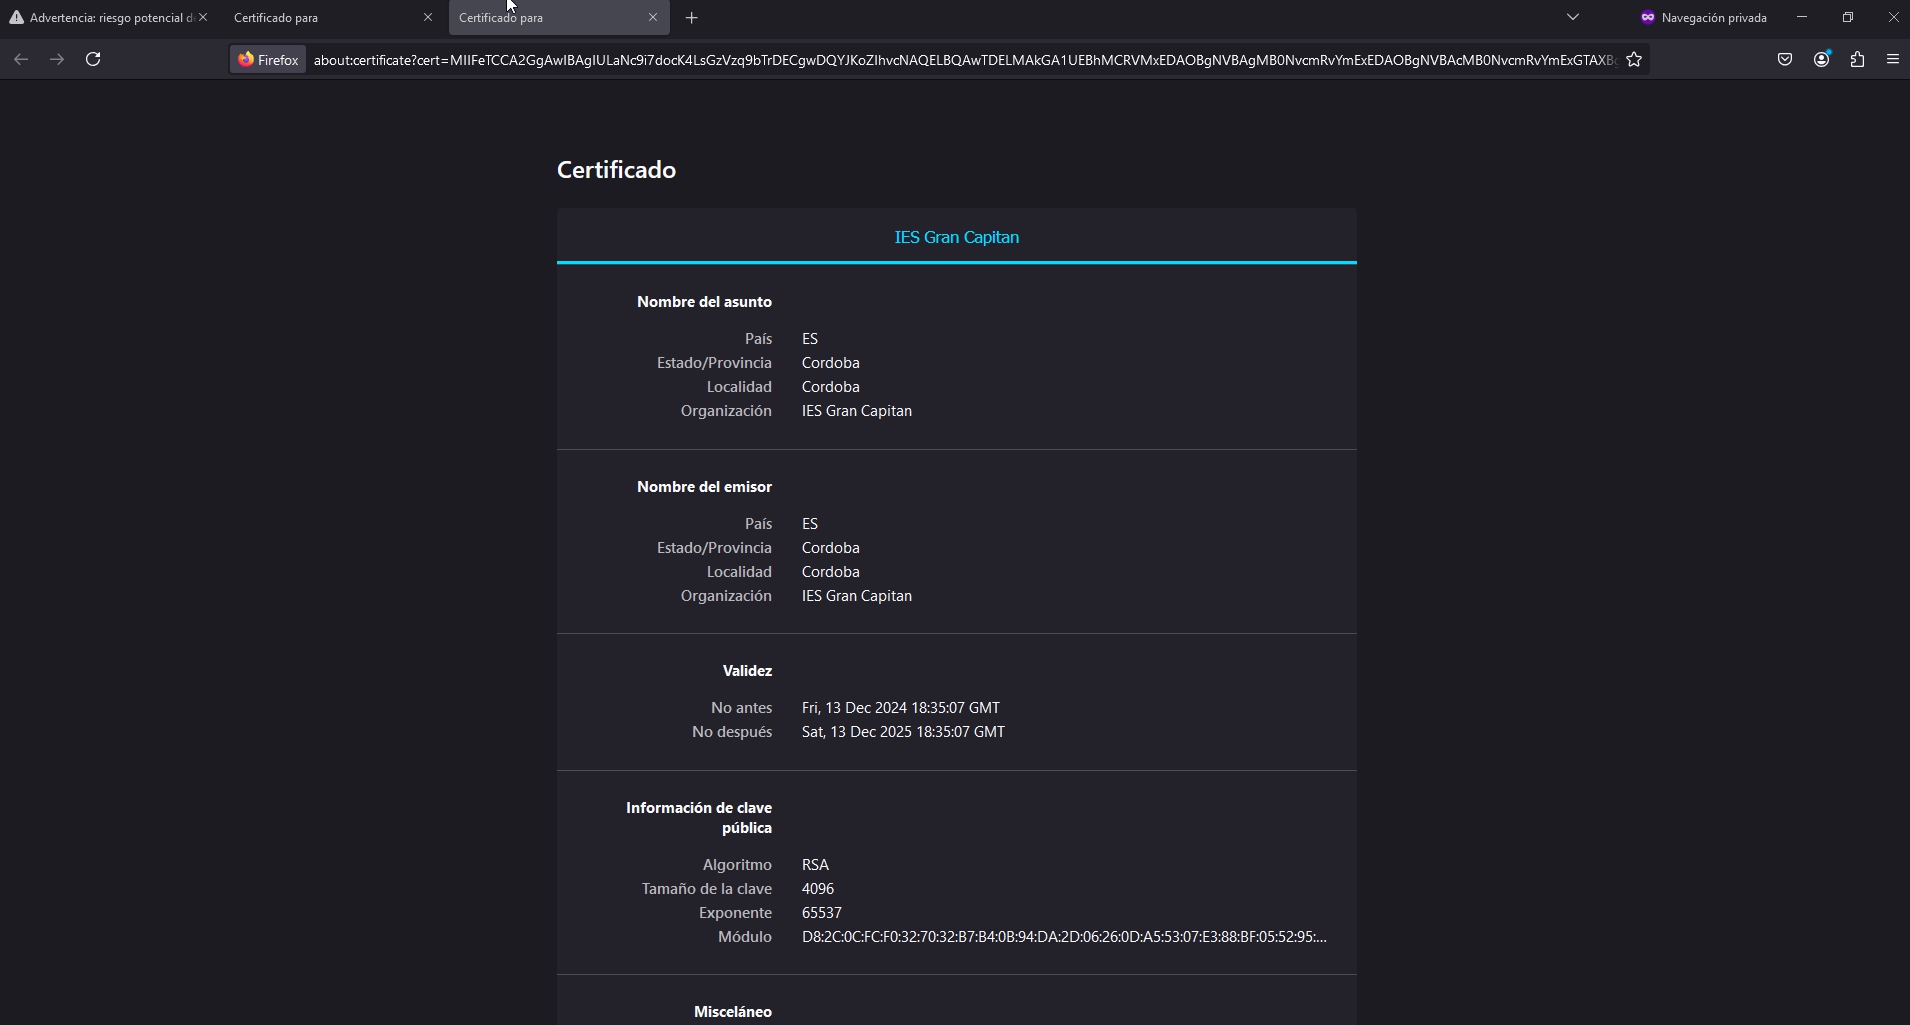 Advertencia: riesgo potencial d
Certificado para
Certificado para
Navegación privada
Firefox
about:certificate?cert=MIIFeTCCA2GgAwIBAgIULaNc9i7docK4LsGzVzq9bTrDECgwDQYJKoZIhvcNAQELBQAwTDELMAkGA1UEBhMCRVMxEDAOBgNVBAgMB0NvcmRvYmExEDAOBgNVBAcMB0NvcmRvYmExGTAXBg
Certificado
IES Gran Capitan
Nombre del asunto
País ES
Estado/Provincia Cordoba
Localidad Cordoba
Organización IES Gran Capitan
Nombre del emisor
País ES
Estado/Provincia Cordoba
Localidad Cordoba
Organización IES Gran Capitan
Validez
No antes Fri, 13 Dec 2024 18:35:07 GMT
No después Sat, 13 Dec 2025 18:35:07 GMT
Información de clave
pública
Algoritmo RSA
Tamaño de la clave 4096
Exponente 65537
Módulo D8:2C:0C:FC:F0:32:70:32:B7:B4:0B:94:DA:2D:06:26:0D:A5:53:07:E3:88:BF:05:52:95:...
Misceláneo